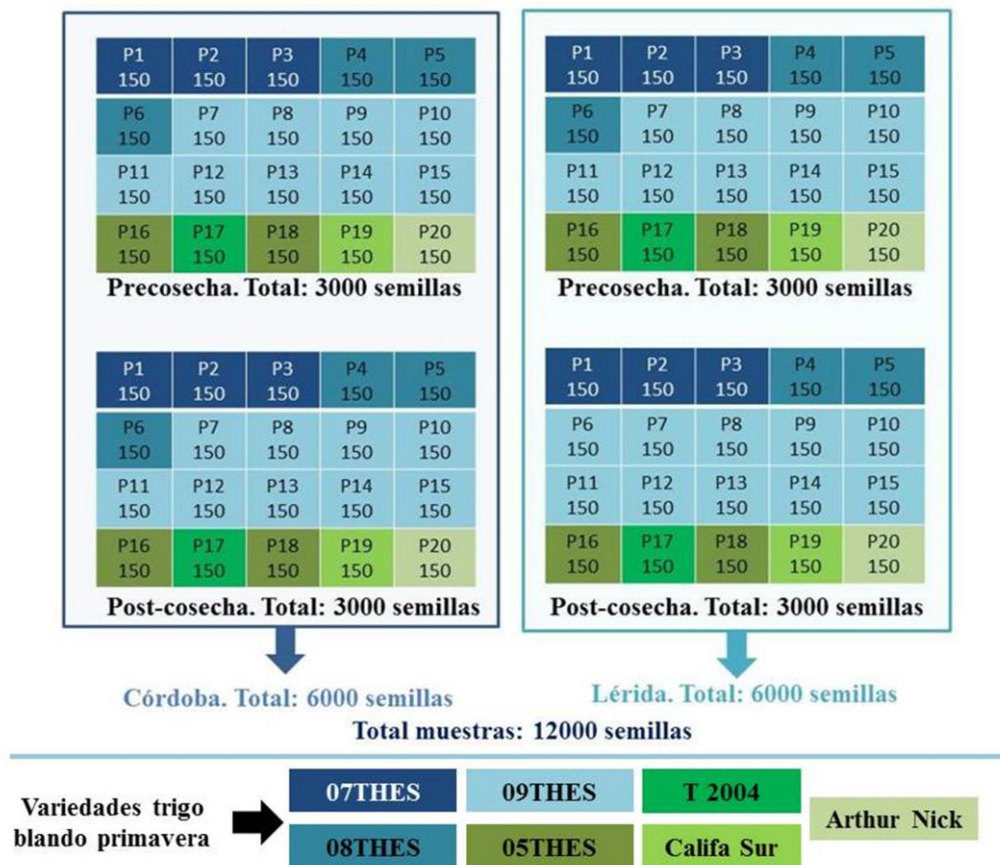 P1 P2 P3 P4 P5
150 150 150 150 150
P6 P7 P8 P9 P10
150 150 150 150 150
P11 P12 P13 P14 P15
150 150 150 150 150
P16 P17 P18 P19 P20
150 150 150 150 150
Precosecha. Total: 3000 semillas
P1 P2 P3 P4 P5
150 150 150 150 150
P6 P7 P8 P9 P10
150 150 150 150 150
P11 P12 P13 P14 P15
150 150 150 150 150
P16 P17 P18 P19 P20
150 150 150 150 150
Post-cosecha. Total: 3000 semillas
Córdoba. Total: 6000 semillas
P1 P2 P3 P4 P5
150 150 150 150 150
P6 P7 P8 P9 P10
150 150 150 150 150
P11 P12 P13 P14 P15
150 150 150 150 150
P16 P17 P18 P19 P20
150 150 150 150 150
Precosecha. Total: 3000 semillas
P1 P2 P3 P4 P5
150 150 150 150 150
P6 P7 P8 P9 P10
150 150 150 150 150
P11 P12 P13 P14 P15
150 150 150 150 150
P16 P17 P18 P19 P20
150 150 150 150 150
Post-cosecha. Total: 3000 semillas
Lérida. Total: 6000 semillas
Total muestras: 12000 semillas
Variedades trigo
blando primavera
07THES 09THES T 2004
08THES 05THES Califa Sur
Arthur Nick